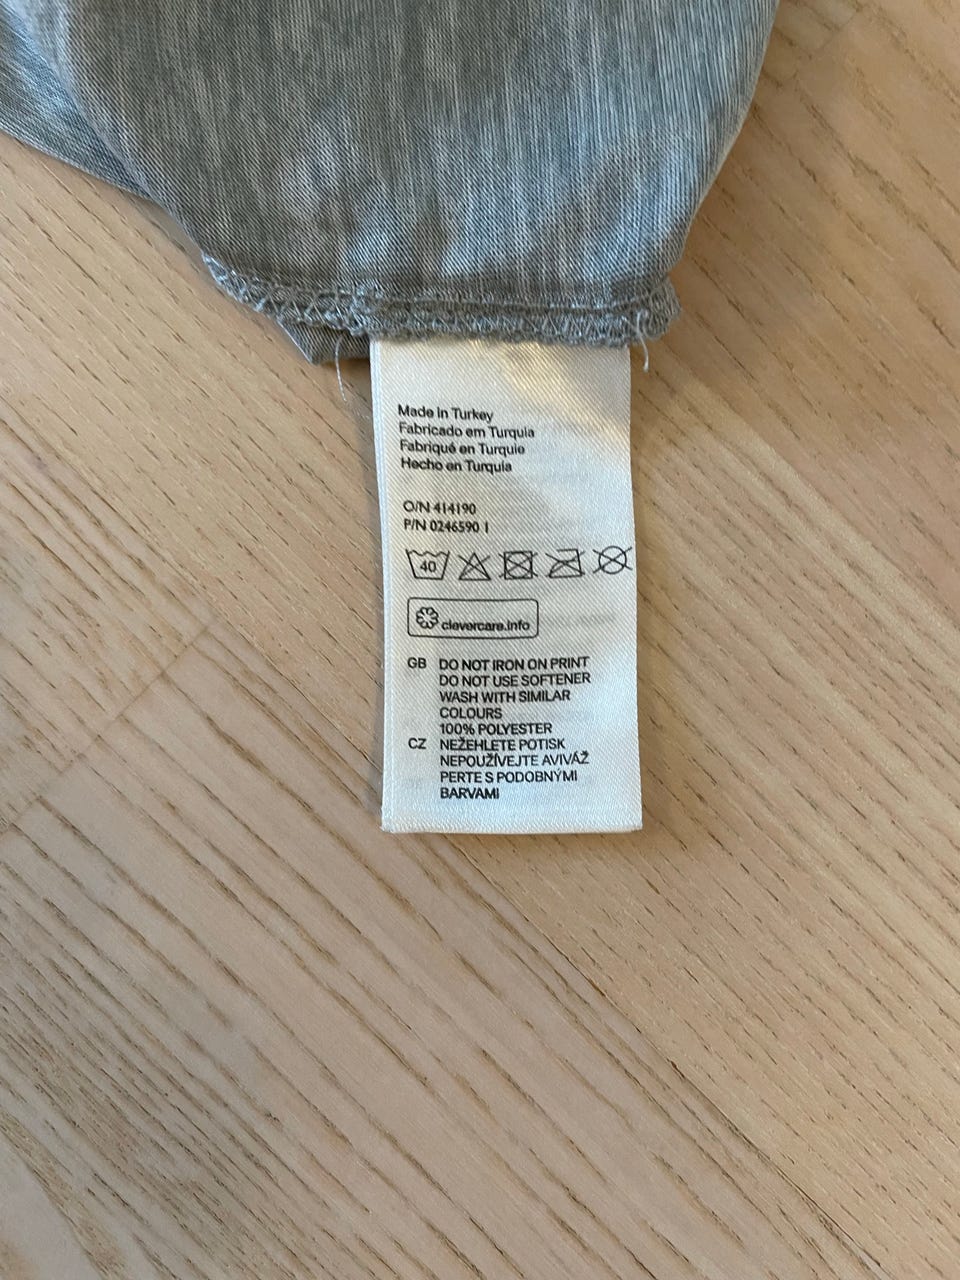 Made in Turkey
Fabricado em Turquia
Fabriqué en Turquie
Hecho en Turquia
O/N 414190
P/N 0246590 1
40
clevercare.info
GB DO NOT IRON ON PRINT
DO NOT USE SOFTENER
WASH WITH SIMILAR
COLOURS
100% POLYESTER
CZ NEŽEHLETE POTISK
NEPOUŽÍVEJTE AVIVÁŽ
PERTE S PODOBNÝMI
BARVAMI